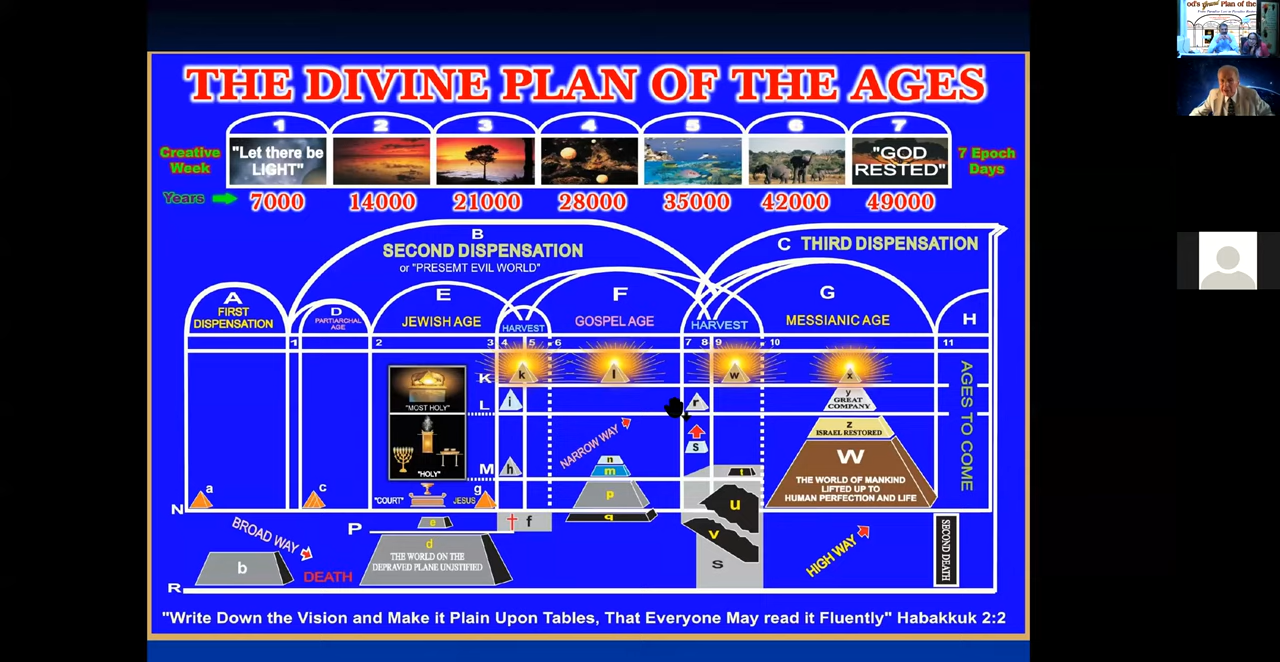 od's Grand Plan of the
THE DIVINE PLAN OF THE AGES
1 2 3 4 5 6 7
Creative
Week
"Let there be
LIGHT"
"GOD
RESTED"
7 Epoch
Days
Years
7000 14000 21000 28000 35000 42000 49000
B
SECOND DISPENSATION
or "PRESEMT EVIL WORLD"
C THIRD DISPENSATION
A
FIRST
DISPENSATION
D
PARTIARCHAL
AGE
E
JEWISH AGE
HARVEST
F
GOSPEL AGE
HARVEST
G
MESSIANIC AGE
H
1 2 3 4 5 6 7 8 9 10 11
K k l w x
"MOST HOLY"
L i r
y
GREAT
COMPANY
AGES TO COME
NARROW WAY
s
z
ISRAEL RESTORED
"HOLY"
M h
n
m
t
W
THE WORLD OF MANKIND
LIFTED UP TO
HUMAN PERFECTION AND LIFE
a
c
"COURT"
JESUS
g
p
u
N
q
BROAD WAY
P
e
f
v
d
THE WORLD ON THE
DEPRAVED PLANE UNJSTIFIED
b
DEATH
S
HIGH WAY
SECOND DEATH
R
"Write Down the Vision and Make it Plain Upon Tables, That Everyone May read it Fluently" Habakkuk 2:2